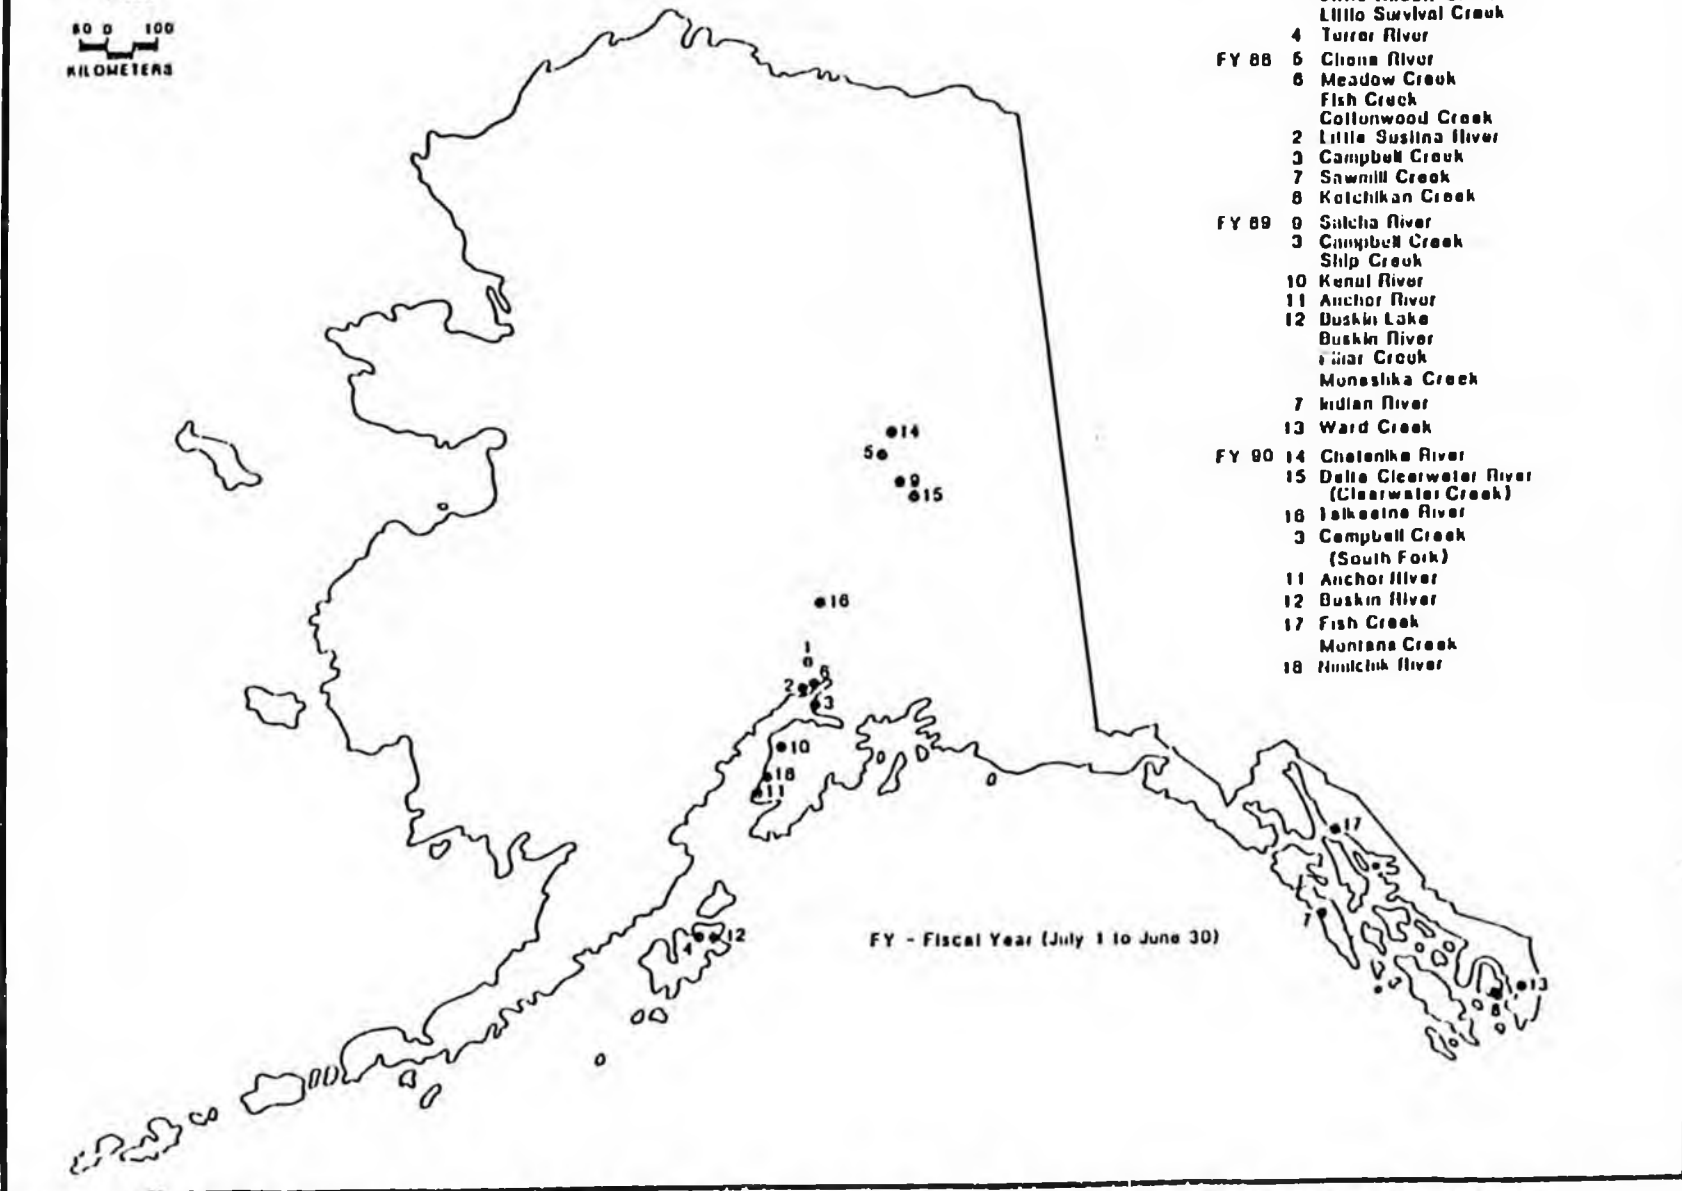 50 0 100
KILOMETERS
Little Survival Creek
4 Terror River
FY 88 5 Chena River
6 Meadow Creek
Fish Creek
Cottonwood Creek
2 Little Susitna River
3 Campbell Creek
7 Sawmill Creek
8 Ketchikan Creek
FY 89 9 Salcha River
3 Campbell Creek
Ship Creek
10 Kenai River
11 Anchor River
12 Buskin Lake
Buskin River
Pillar Creek
Monashka Creek
7 Indian River
13 Ward Creek
FY 90 14 Chatanika River
15 Delta Clearwater River
(Clearwater Creek)
16 Talkeetna River
3 Campbell Creek
(South Fork)
11 Anchor River
12 Buskin River
17 Fish Creek
Montana Creek
18 Ninilchik River
14
5
9
15
16
1
6
2
3
10
18
11
17
7
4 12
13
8
FY - Fiscal Year (July 1 to June 30)